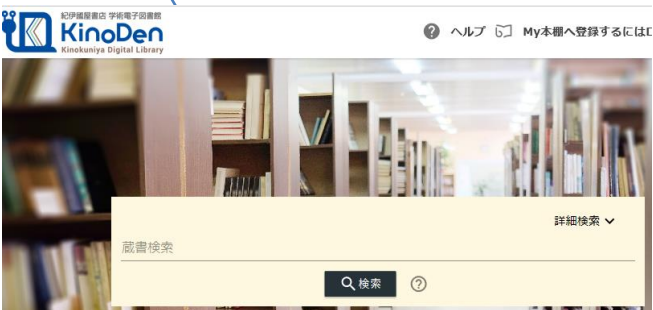 紀伊國屋書店 学術電子図書館
KinoDen
Kinokuniya Digital Library
ヘルプ
My本棚へ登録するには
詳細検索
蔵書検索
検索